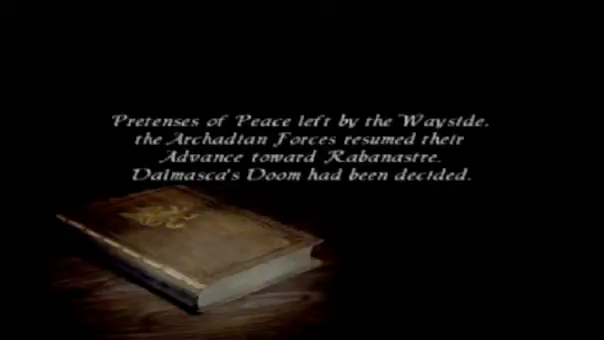 Pretenses of Peace left by the Wayside,
the Archadian Forces resumed their
Advance toward Rabanastre.
Dalmasca's Doom had been decided.